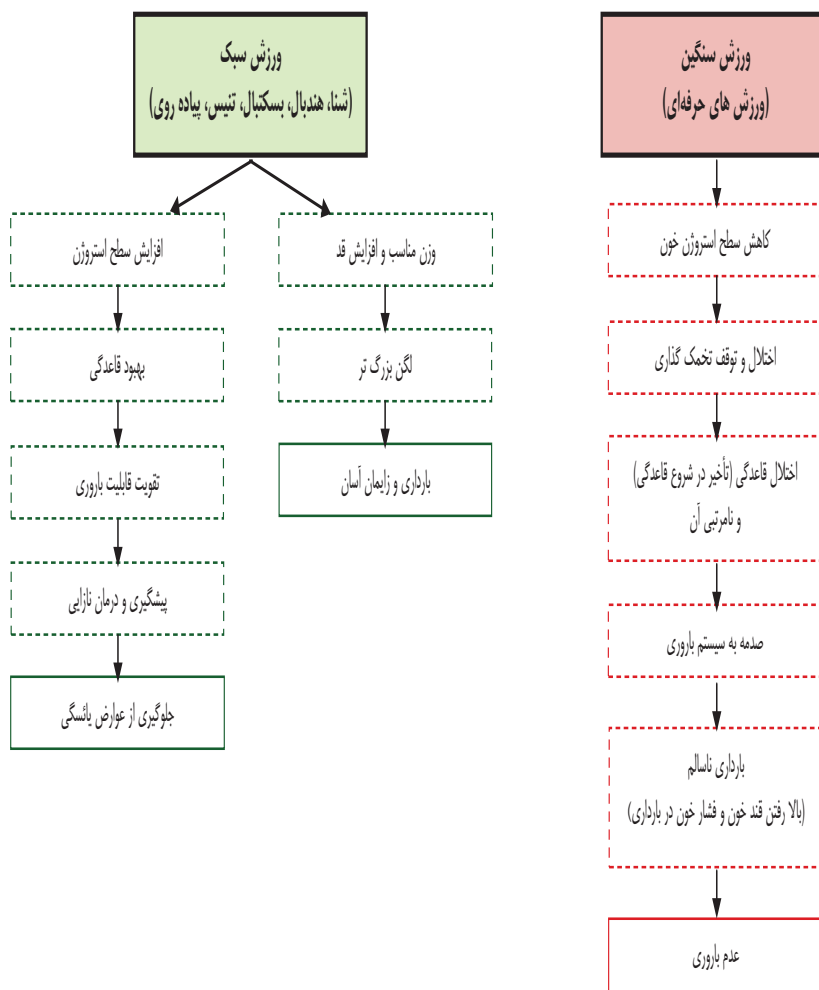 ورزش سنگین
(ورزش های حرفه‌ای)
کاهش سطح استروژن خون
اختلال و توقف تخمک گذاری
اختلال قاعدگی (تأخیر در شروع قاعدگی)
و نامرتبی آن
صدمه به سیستم باروری
بارداری ناسالم
(بالا رفتن قند خون و فشار خون در بارداری)
عدم باروری
ورزش سبک
(شنا، هندبال، بسکتبال، تنیس، پیاده روی)
وزن مناسب و افزایش قد
لگن بزرگ تر
بارداری و زایمان آسان
افزایش سطح استروژن
بهبود قاعدگی
تقویت قابلیت باروری
پیشگیری و درمان نازایی
جلوگیری از عوارض یائسگی